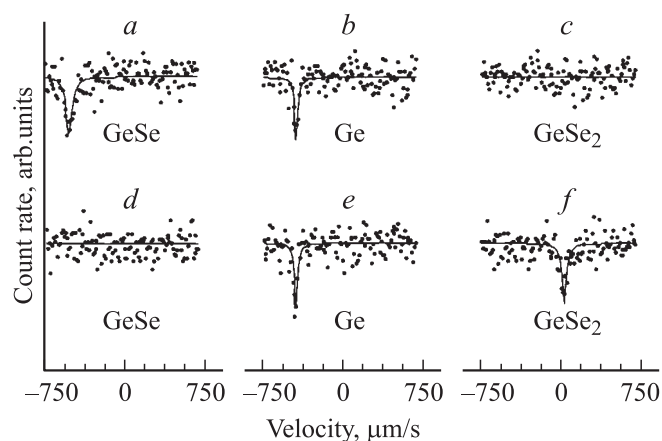 a b c
GeSe Ge GeSe2
d e f
GeSe Ge GeSe2
Count rate, arb.units
–750 0 750 –750 0 750 –750 0 750
Velocity, μm/s